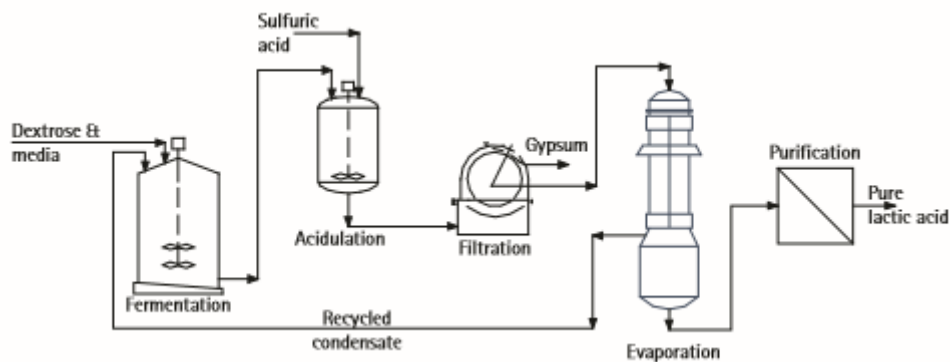 Sulfuric
acid
Dextrose &
media
Gypsum
Purification
Pure
lactic acid
Acidulation
Filtration
Fermentation
Recycled
condensate
Evaporation